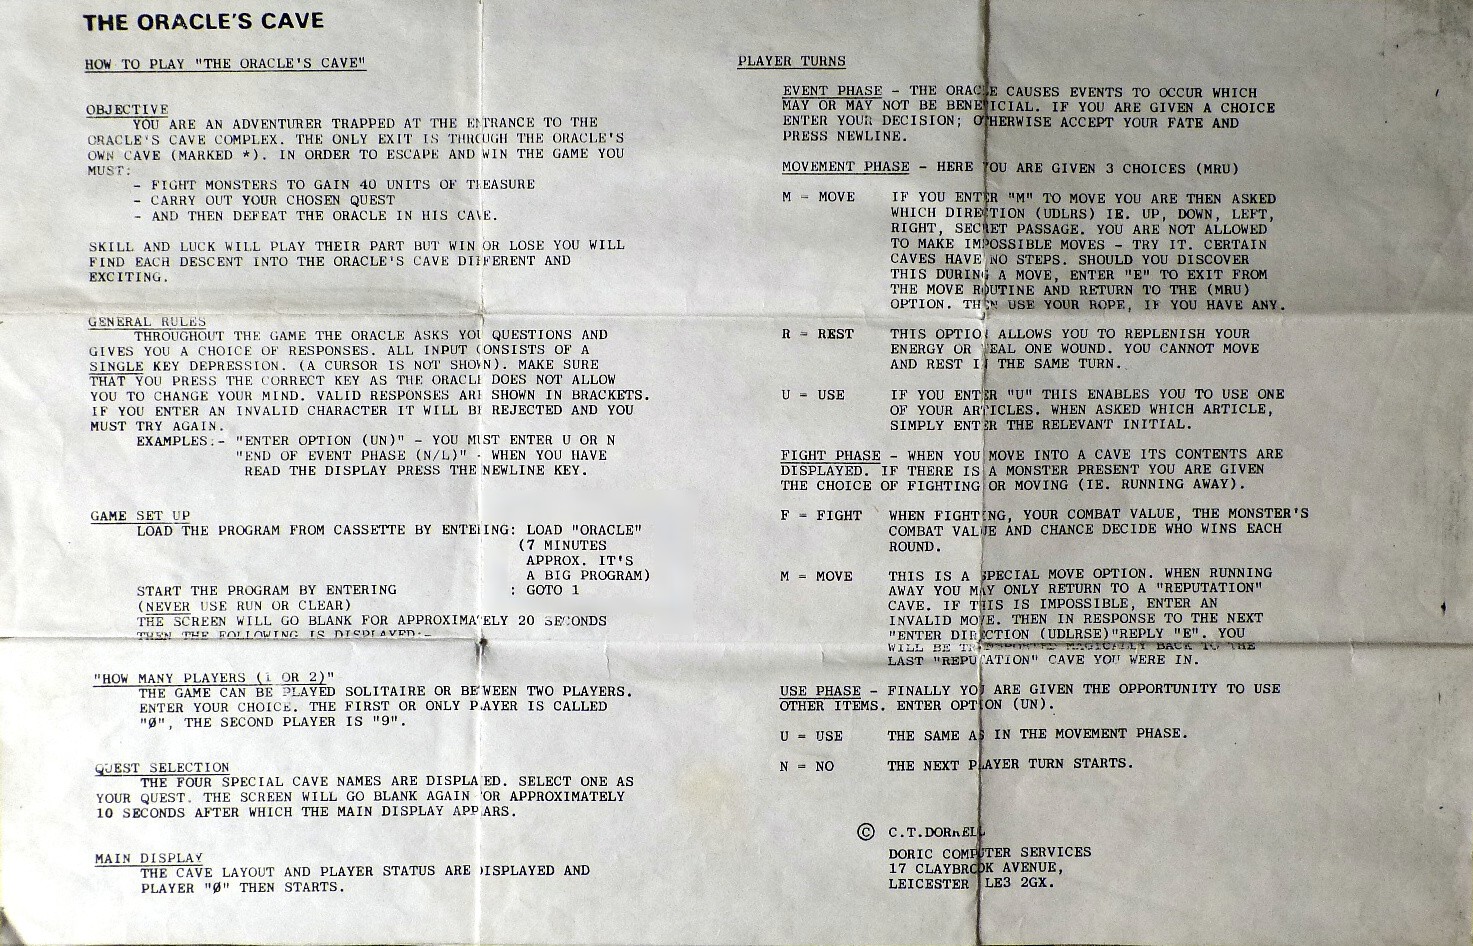 THE ORACLE'S CAVE
HOW TO PLAY "THE ORACLE'S CAVE"
OBJECTIVE
YOU ARE AN ADVENTURER TRAPPED AT THE ENTRANCE TO THE
ORACLE'S CAVE COMPLEX. THE ONLY EXIT IS THROUGH THE ORACLE'S
OWN CAVE (MARKED *). IN ORDER TO ESCAPE AND WIN THE GAME YOU
MUST:
- FIGHT MONSTERS TO GAIN 40 UNITS OF TREASURE
- CARRY OUT YOUR CHOSEN QUEST
- AND THEN DEFEAT THE ORACLE IN HIS CAVE.
SKILL AND LUCK WILL PLAY THEIR PART BUT WIN OR LOSE YOU WILL
FIND EACH DESCENT INTO THE ORACLE'S CAVE DIFFERENT AND
EXCITING.
GENERAL RULES
THROUGHOUT THE GAME THE ORACLE ASKS YOU QUESTIONS AND
GIVES YOU A CHOICE OF RESPONSES. ALL INPUT CONSISTS OF A
SINGLE KEY DEPRESSION. (A CURSOR IS NOT SHOWN). MAKE SURE
THAT YOU PRESS THE CORRECT KEY AS THE ORACLE DOES NOT ALLOW
YOU TO CHANGE YOUR MIND. VALID RESPONSES ARE SHOWN IN BRACKETS.
IF YOU ENTER AN INVALID CHARACTER IT WILL BE REJECTED AND YOU
MUST TRY AGAIN.
EXAMPLES:- "ENTER OPTION (UN)" - YOU MUST ENTER U OR N
"END OF EVENT PHASE (N/L)" - WHEN YOU HAVE
READ THE DISPLAY PRESS THE NEWLINE KEY.
GAME SET UP
LOAD THE PROGRAM FROM CASSETTE BY ENTERING: LOAD "ORACLE"
(7 MINUTES
APPROX. IT'S
A BIG PROGRAM)
START THE PROGRAM BY ENTERING : GOTO 1
(NEVER USE RUN OR CLEAR)
THE SCREEN WILL GO BLANK FOR APPROXIMATELY 20 SECONDS
THEN THE FOLLOWING IS DISPLAYED:-
"HOW MANY PLAYERS (1 OR 2)"
THE GAME CAN BE PLAYED SOLITAIRE OR BETWEEN TWO PLAYERS.
ENTER YOUR CHOICE. THE FIRST OR ONLY PLAYER IS CALLED
"Ø", THE SECOND PLAYER IS "9".
QUEST SELECTION
THE FOUR SPECIAL CAVE NAMES ARE DISPLAYED. SELECT ONE AS
YOUR QUEST. THE SCREEN WILL GO BLANK AGAIN FOR APPROXIMATELY
10 SECONDS AFTER WHICH THE MAIN DISPLAY APPEARS.
MAIN DISPLAY
THE CAVE LAYOUT AND PLAYER STATUS ARE DISPLAYED AND
PLAYER "Ø" THEN STARTS.
PLAYER TURNS
EVENT PHASE - THE ORACLE CAUSES EVENTS TO OCCUR WHICH
MAY OR MAY NOT BE BENEFICIAL. IF YOU ARE GIVEN A CHOICE
ENTER YOUR DECISION; OTHERWISE ACCEPT YOUR FATE AND
PRESS NEWLINE.
MOVEMENT PHASE - HERE YOU ARE GIVEN 3 CHOICES (MRU)
M = MOVE IF YOU ENTER "M" TO MOVE YOU ARE THEN ASKED
WHICH DIRECTION (UDLRS) IE. UP, DOWN, LEFT,
RIGHT, SECRET PASSAGE. YOU ARE NOT ALLOWED
TO MAKE IMPOSSIBLE MOVES - TRY IT. CERTAIN
CAVES HAVE NO STEPS. SHOULD YOU DISCOVER
THIS DURING A MOVE, ENTER "E" TO EXIT FROM
THE MOVE ROUTINE AND RETURN TO THE (MRU)
OPTION. THEN USE YOUR ROPE, IF YOU HAVE ANY.
R = REST THIS OPTION ALLOWS YOU TO REPLENISH YOUR
ENERGY OR HEAL ONE WOUND. YOU CANNOT MOVE
AND REST IN THE SAME TURN.
U = USE IF YOU ENTER "U" THIS ENABLES YOU TO USE ONE
OF YOUR ARTICLES. WHEN ASKED WHICH ARTICLE,
SIMPLY ENTER THE RELEVANT INITIAL.
FIGHT PHASE - WHEN YOU MOVE INTO A CAVE ITS CONTENTS ARE
DISPLAYED. IF THERE IS A MONSTER PRESENT YOU ARE GIVEN
THE CHOICE OF FIGHTING OR MOVING (IE. RUNNING AWAY).
F = FIGHT WHEN FIGHTING, YOUR COMBAT VALUE, THE MONSTER'S
COMBAT VALUE AND CHANCE DECIDE WHO WINS EACH
ROUND.
M = MOVE THIS IS A SPECIAL MOVE OPTION. WHEN RUNNING
AWAY YOU MAY ONLY RETURN TO A "REPUTATION"
CAVE. IF THIS IS IMPOSSIBLE, ENTER AN
INVALID MOVE. THEN IN RESPONSE TO THE NEXT
"ENTER DIRECTION (UDLRSE)"REPLY "E". YOU
WILL BE TRANSPORTED MAGICALLY BACK TO THE
LAST "REPUTATION" CAVE YOU WERE IN.
USE PHASE - FINALLY YOU ARE GIVEN THE OPPORTUNITY TO USE
OTHER ITEMS. ENTER OPTION (UN).
U = USE THE SAME AS IN THE MOVEMENT PHASE.
N = NO THE NEXT PLAYER TURN STARTS.
© C.T.DORNELL
DORIC COMPUTER SERVICES
17 CLAYBROOK AVENUE,
LEICESTER LE3 2GX.